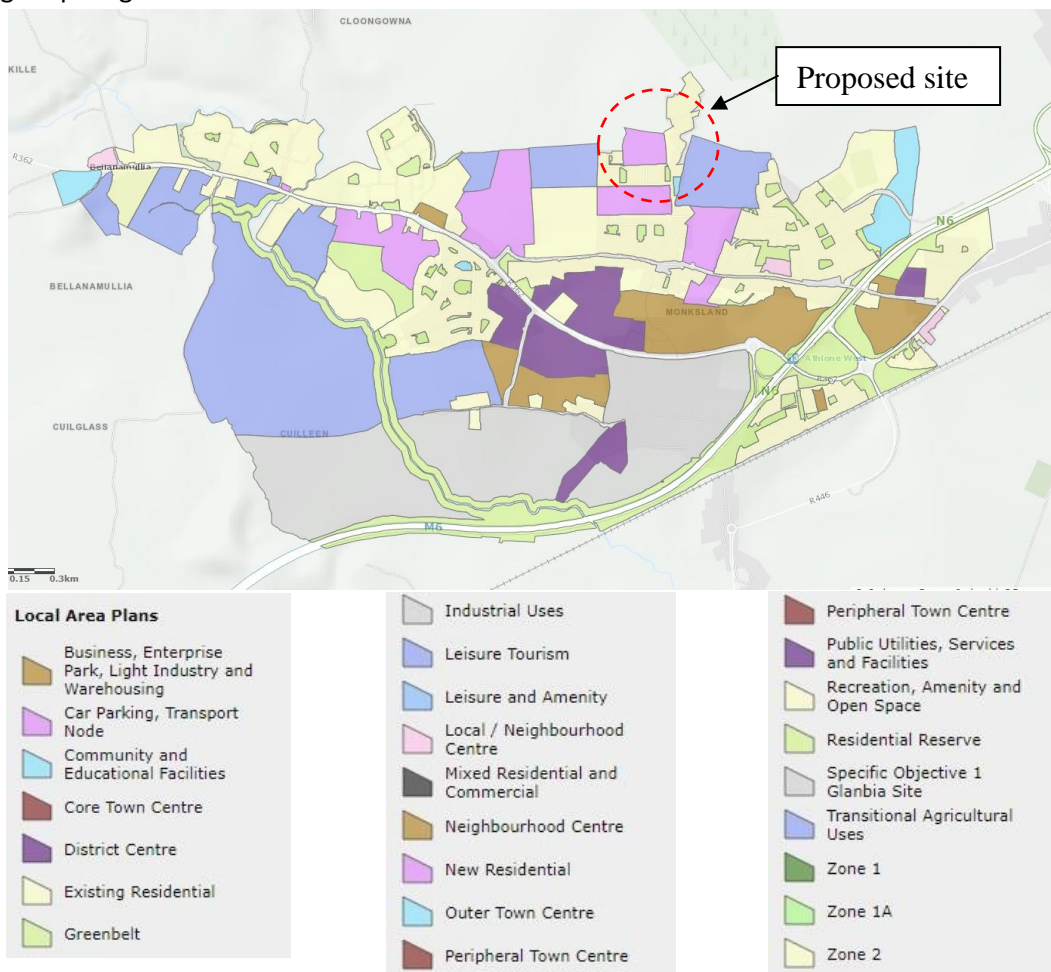 CLOONGOWNA
KILLE
Proposed site
R362
Bellanamullia
N6
BELLANAMULLIA
MONKSLAND
Athlone West
R362
N6
CUILGLASS
CUILLEEN
R446
M6
0.15 0.3km
Local Area Plans
Business, Enterprise
Park, Light Industry and
Warehousing
Car Parking, Transport
Node
Community and
Educational Facilities
Core Town Centre
District Centre
Existing Residential
Greenbelt
Industrial Uses
Leisure Tourism
Leisure and Amenity
Local / Neighbourhood
Centre
Mixed Residential and
Commercial
Neighbourhood Centre
New Residential
Outer Town Centre
Peripheral Town Centre
Peripheral Town Centre
Public Utilities, Services
and Facilities
Recreation, Amenity and
Open Space
Residential Reserve
Specific Objective 1
Glanbia Site
Transitional Agricultural
Uses
Zone 1
Zone 1A
Zone 2